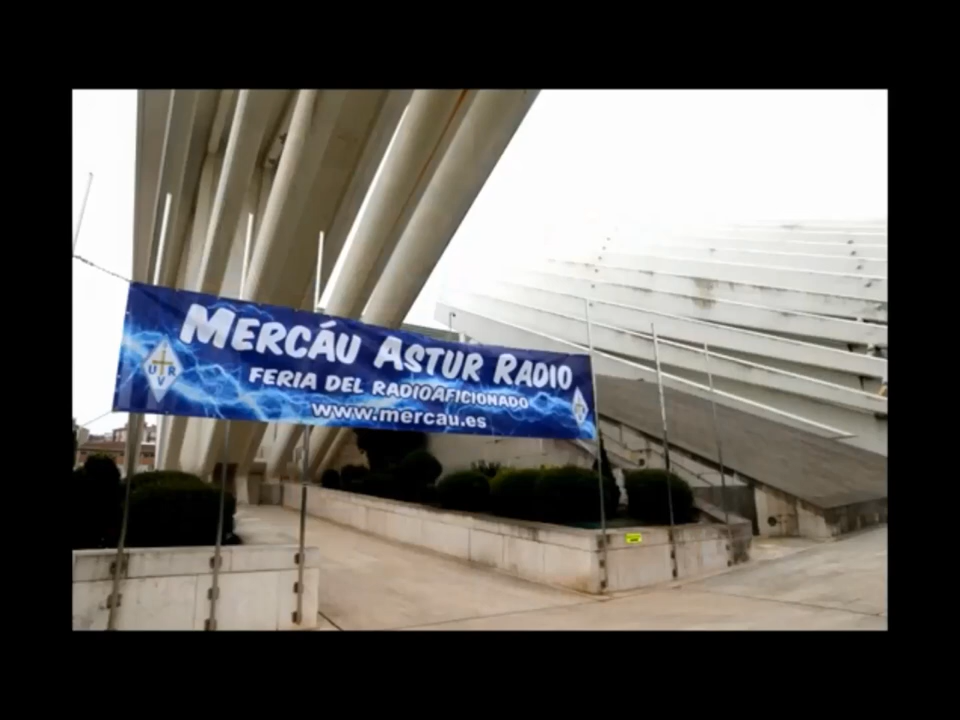 MERCÁU ASTUR RADIO
FERIA DEL RADIOAFICIONADO
www.mercau.es
U R
V